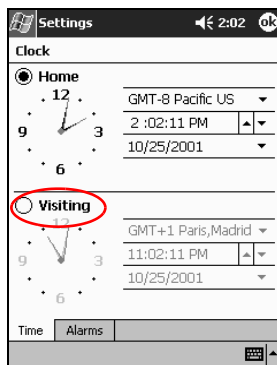 Settings 2:02 ok
Clock
Home
12
3
6
9
GMT-8 Pacific US
2 :02:11 PM
10/25/2001
Visiting
12
3
6
9
GMT+1 Paris,Madrid
11:02:11 PM
10/25/2001
Time Alarms